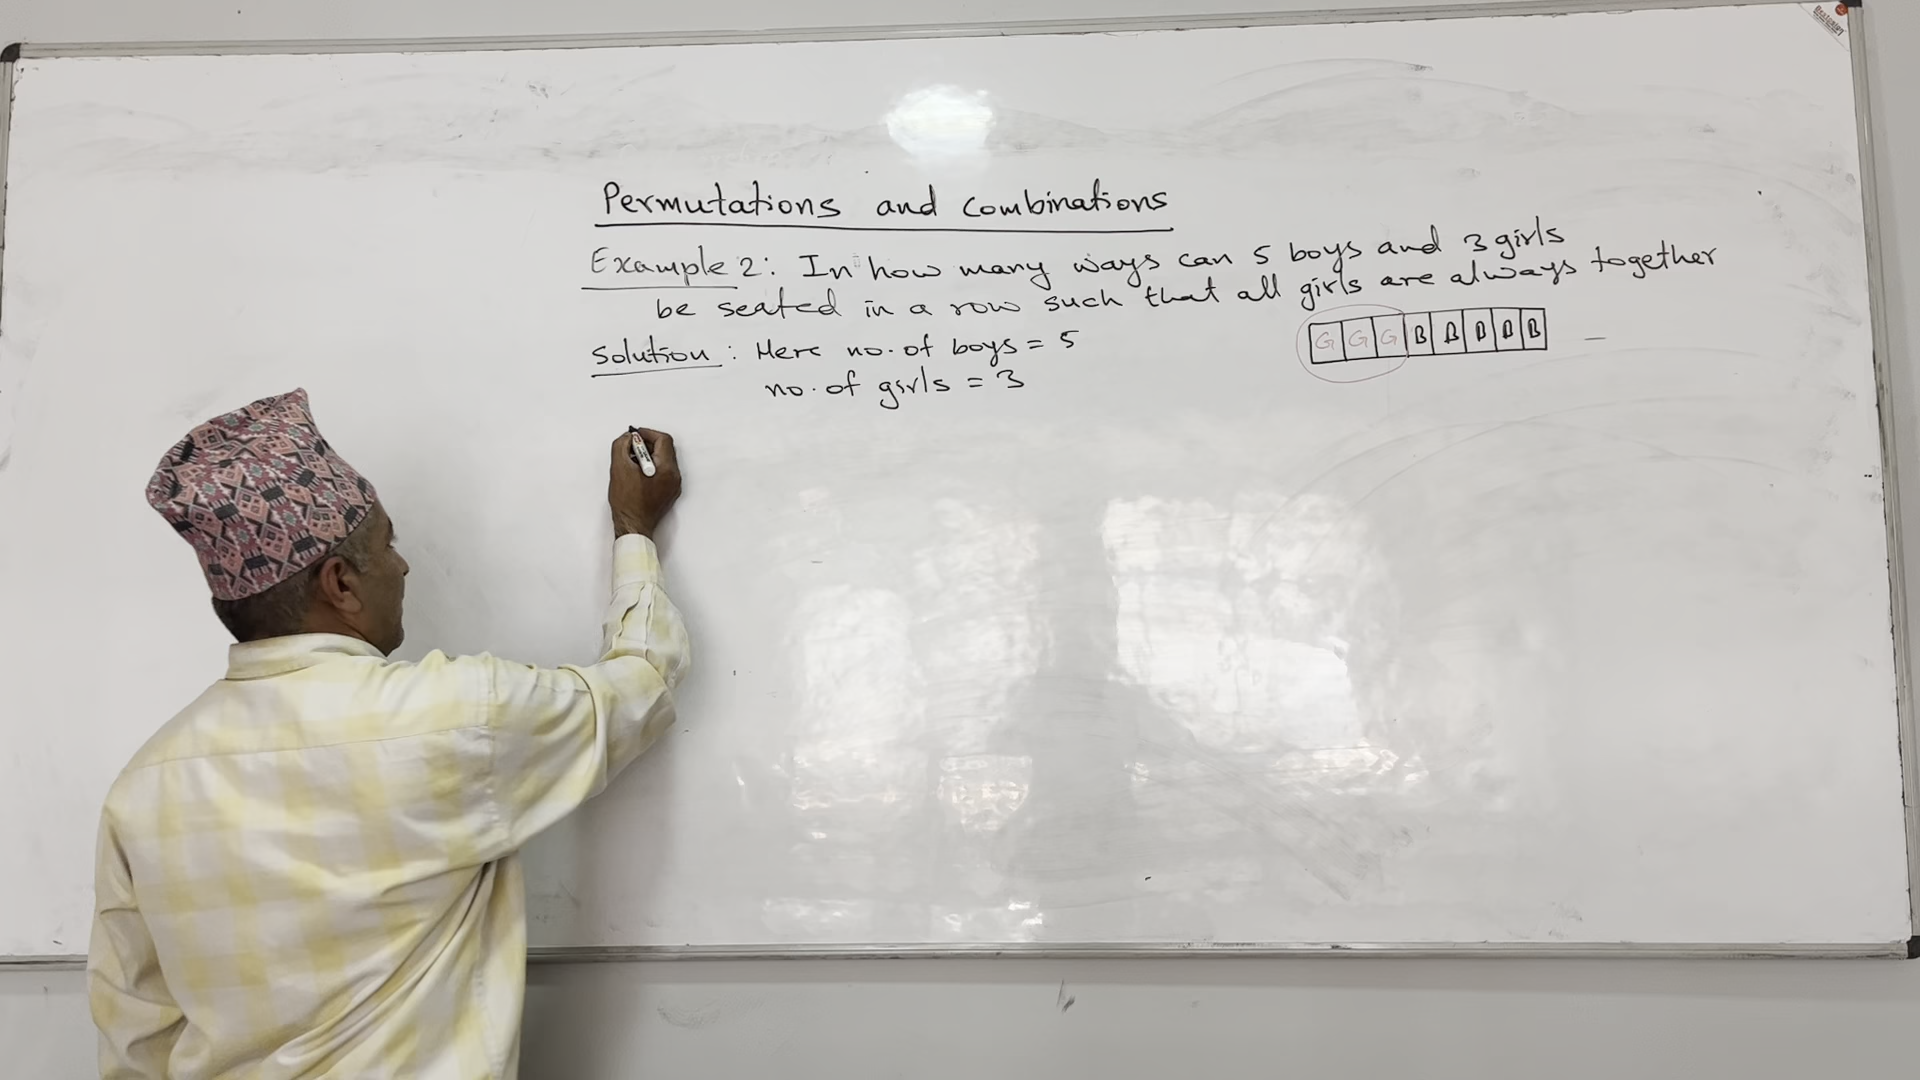 Permutations and Combinations
Example 2: In how many ways can 5 boys and 3 girls
be seated in a row such that all girls are always together
Solution: Here no. of boys = 5
G G G B B B B B
no. of girls = 3